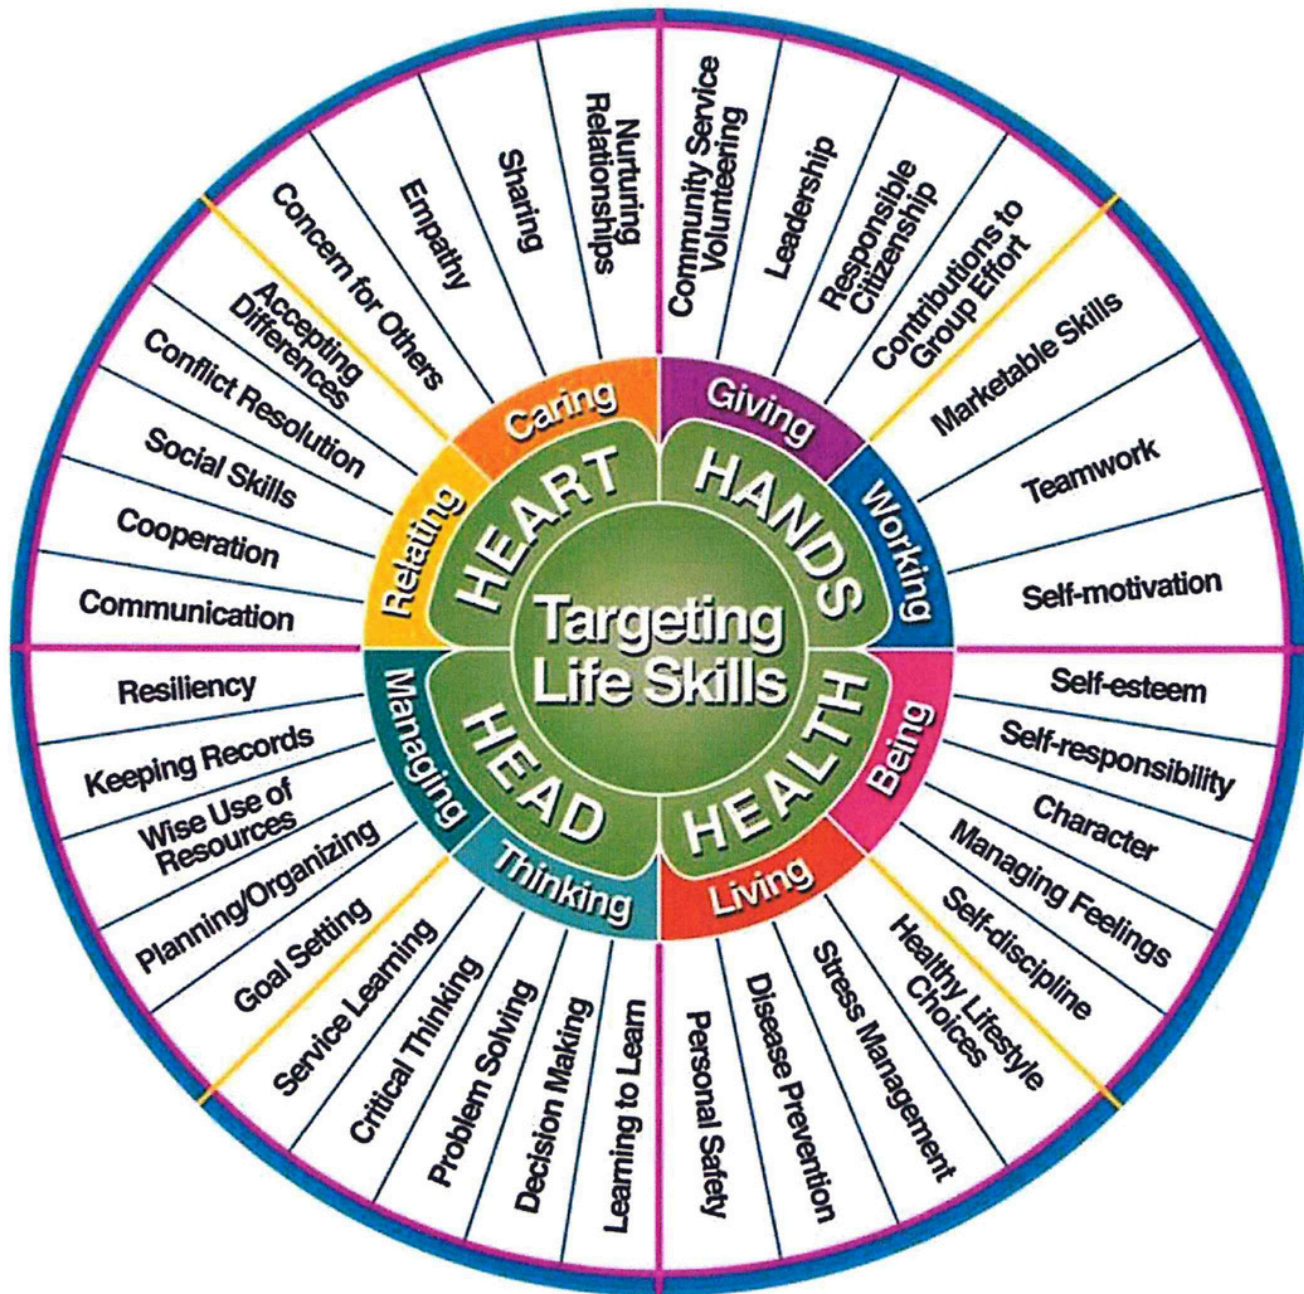 Targeting
Life Skills
HEART
HANDS
HEALTH
HEAD
Caring
Giving
Working
Being
Living
Thinking
Managing
Relating
Community Service
Volunteering
Leadership
Responsible
Citizenship
Contributions to
Group Effort
Marketable Skills
Teamwork
Self-motivation
Self-esteem
Self-responsibility
Character
Managing Feelings
Self-discipline
Healthy Lifestyle
Choices
Stress Management
Disease Prevention
Personal Safety
Learning to Learn
Decision Making
Problem Solving
Critical Thinking
Service Learning
Goal Setting
Planning/Organizing
Wise Use of
Resources
Keeping Records
Resiliency
Communication
Cooperation
Social Skills
Conflict Resolution
Accepting
Differences
Concern for Others
Empathy
Sharing
Nurturing
Relationships